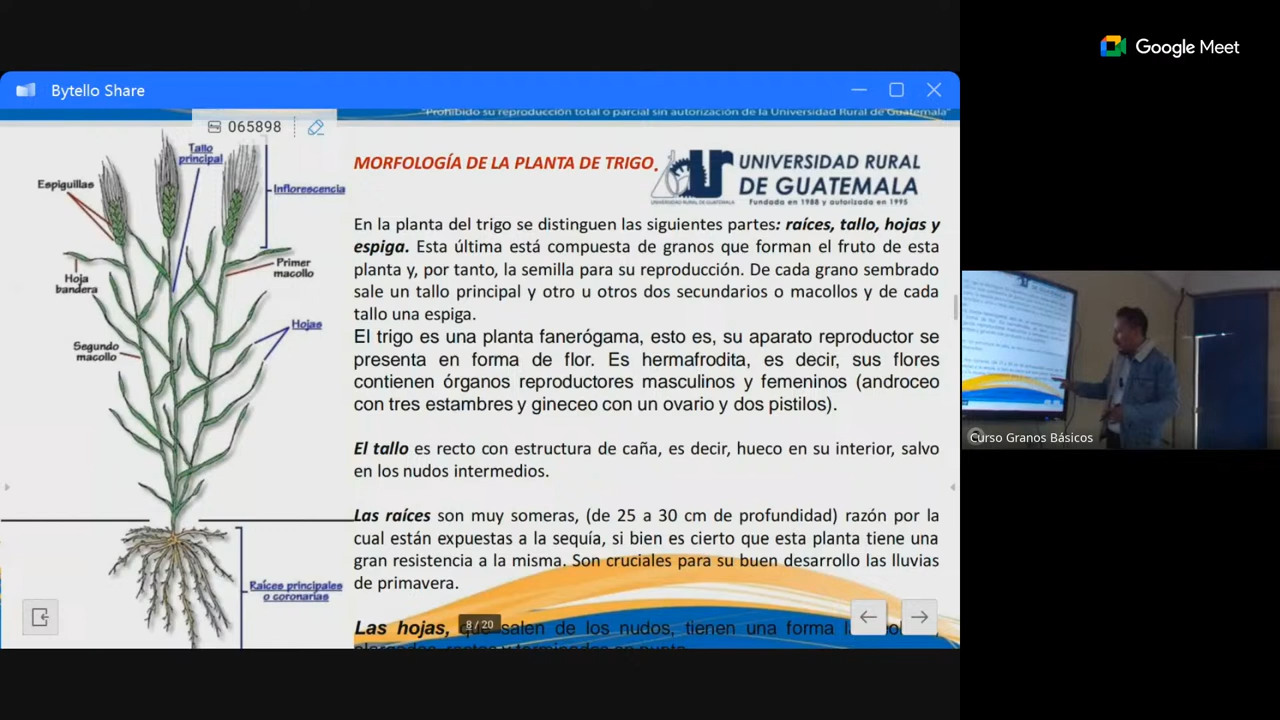 Google Meet
Bytello Share
"Prohibido su reproducción total o parcial sin autorización de la Universidad Rural de Guatemala"
065898
Tallo
principal
Espiguillas
Inflorescencia
Primer
macollo
Hoja
bandera
Hojas
Segundo
macollo
Raíces principales
o coronarias
MORFOLOGÍA DE LA PLANTA DE TRIGO.
UNIVERSIDAD RURAL
DE GUATEMALA
Fundada en 1988 y autorizada en 1995
UNIVERSIDAD RURAL DE GUATEMALA
En la planta del trigo se distinguen las siguientes partes: raíces, tallo, hojas y
espiga. Esta última está compuesta de granos que forman el fruto de esta
planta y, por tanto, la semilla para su reproducción. De cada grano sembrado
sale un tallo principal y otro u otros dos secundarios o macollos y de cada
tallo una espiga.
El trigo es una planta fanerógama, esto es, su aparato reproductor se
presenta en forma de flor. Es hermafrodita, es decir, sus flores
contienen órganos reproductores masculinos y femeninos (androceo
con tres estambres y gineceo con un ovario y dos pistilos).
El tallo es recto con estructura de caña, es decir, hueco en su interior, salvo
en los nudos intermedios.
Las raíces son muy someras, (de 25 a 30 cm de profundidad) razón por la
cual están expuestas a la sequía, si bien es cierto que esta planta tiene una
gran resistencia a la misma. Son cruciales para su buen desarrollo las lluvias
de primavera.
Las hojas, que salen de los nudos, tienen una forma
8 / 20
Curso Granos Básicos